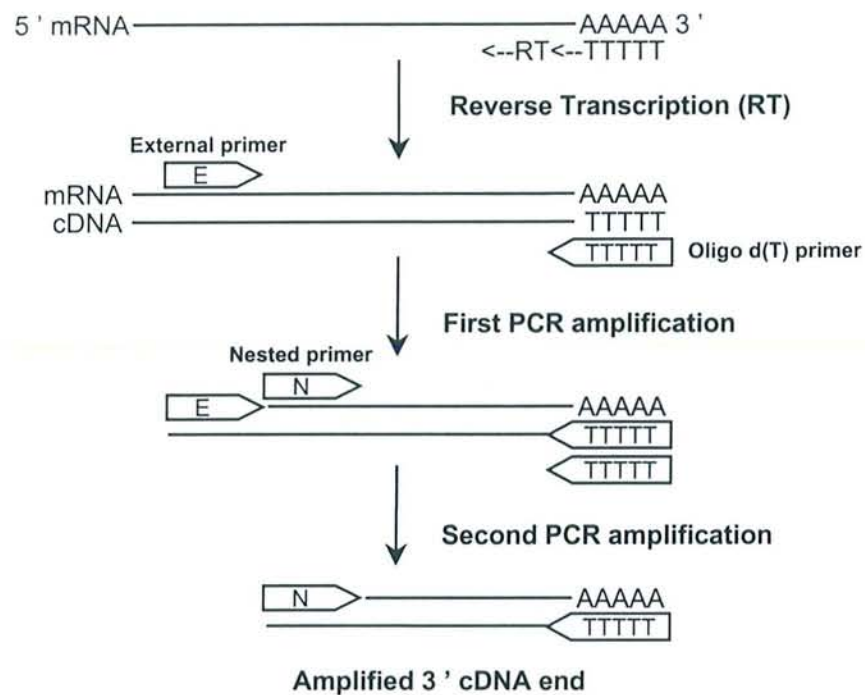 5 ' mRNA AAAAA 3 '
<--RT<--TTTTT
Reverse Transcription (RT)
External primer
E
mRNA AAAAA
cDNA TTTTT
TTTTT Oligo d(T) primer
First PCR amplification
Nested primer
N
E AAAAA
TTTTT
TTTTT
Second PCR amplification
N AAAAA
TTTTT
Amplified 3 ' cDNA end